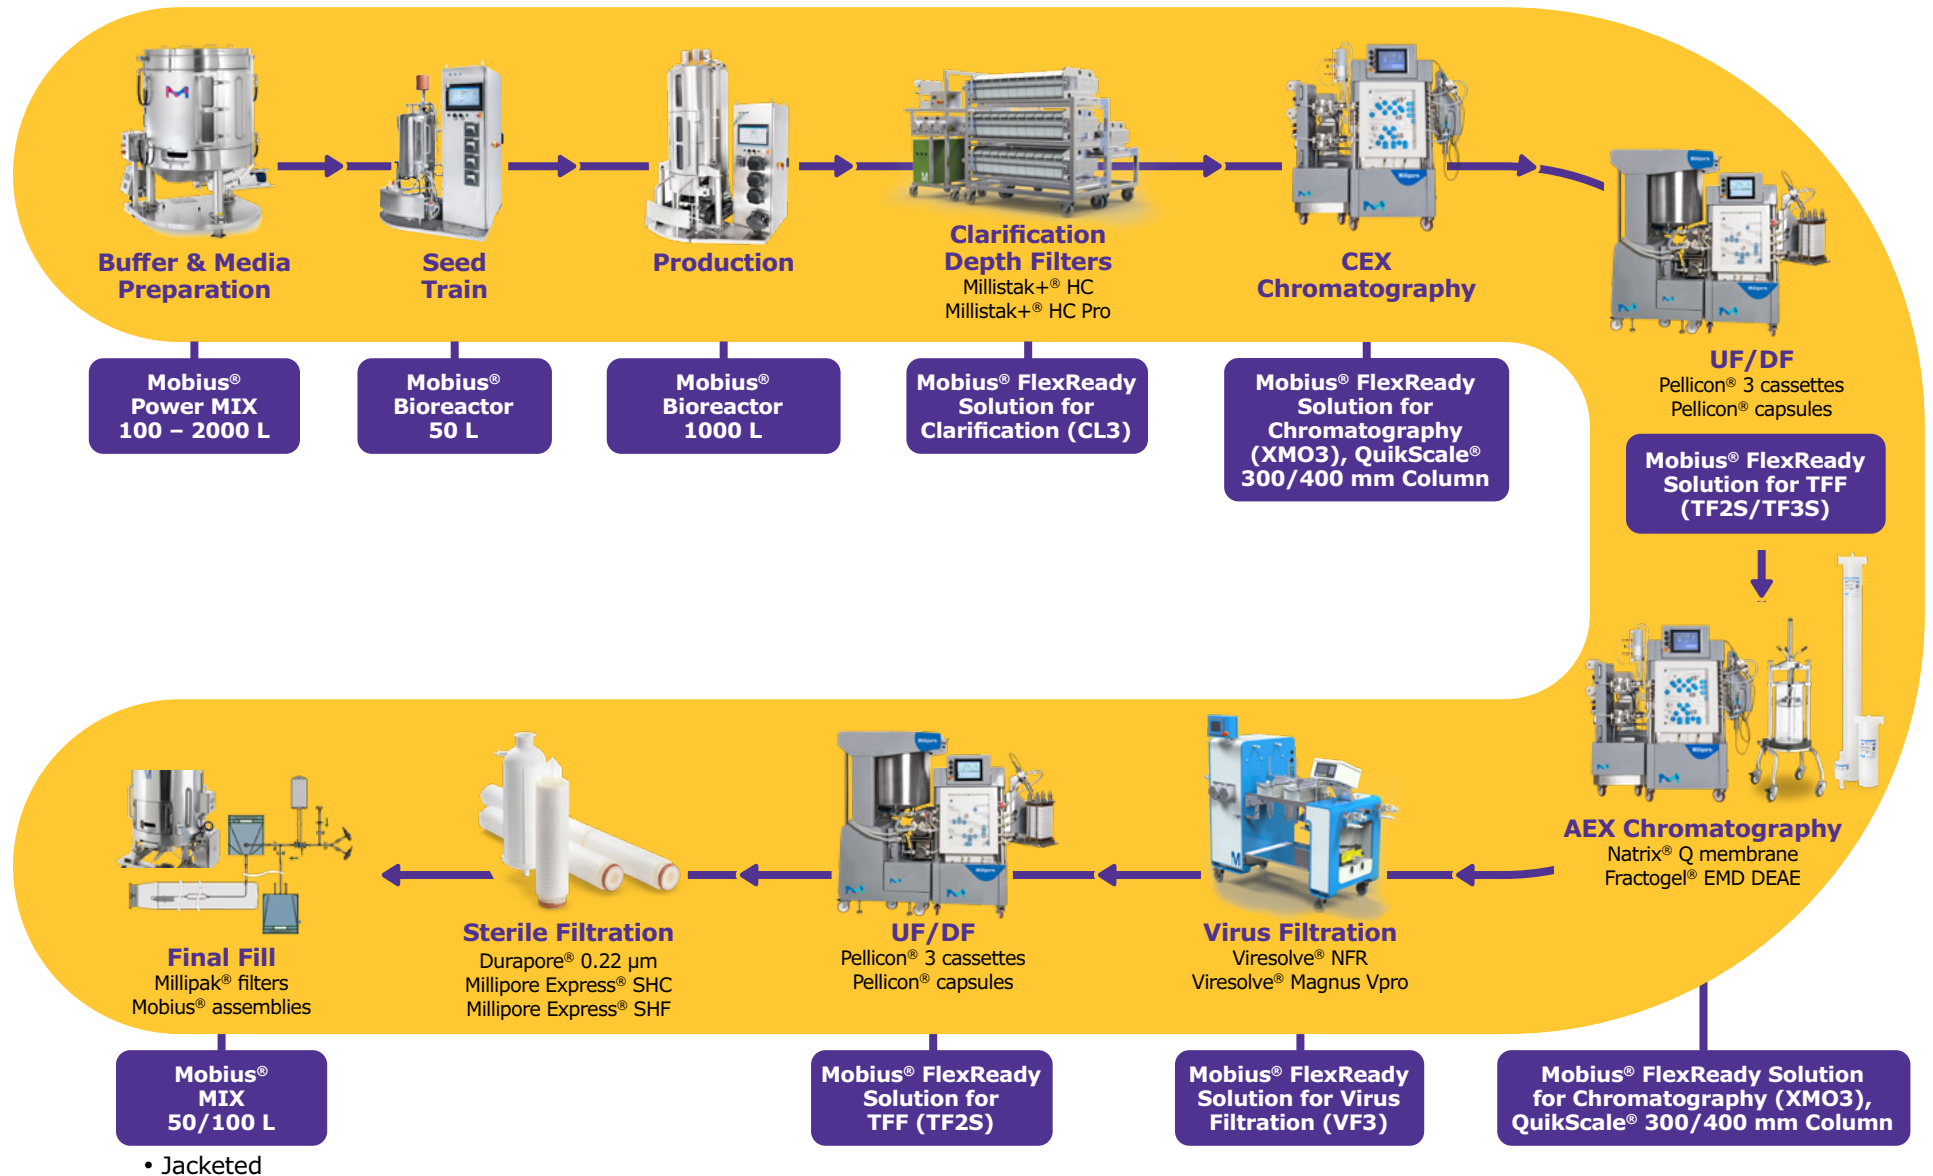 Buffer & Media
Preparation
Seed
Train
Production
Clarification
Depth Filters
Millistak+® HC
Millistak+® HC Pro
CEX
Chromatography
UF/DF
Pellicon® 3 cassettes
Pellicon® capsules
Mobius®
Power MIX
100 – 2000 L
Mobius®
Bioreactor
50 L
Mobius®
Bioreactor
1000 L
Mobius® FlexReady
Solution for
Clarification (CL3)
Mobius® FlexReady
Solution for
Chromatography
(XMO3), QuikScale®
300/400 mm Column
Mobius® FlexReady
Solution for TFF
(TF2S/TF3S)
AEX Chromatography
Natrix® Q membrane
Fractogel® EMD DEAE
Virus Filtration
Viresolve® NFR
Viresolve® Magnus Vpro
UF/DF
Pellicon® 3 cassettes
Pellicon® capsules
Sterile Filtration
Durapore® 0.22 µm
Millipore Express® SHC
Millipore Express® SHF
Final Fill
Millipak® filters
Mobius® assemblies
Mobius®
MIX
50/100 L
• Jacketed
Mobius® FlexReady
Solution for
TFF (TF2S)
Mobius® FlexReady
Solution for Virus
Filtration (VF3)
Mobius® FlexReady Solution
for Chromatography (XMO3),
QuikScale® 300/400 mm Column